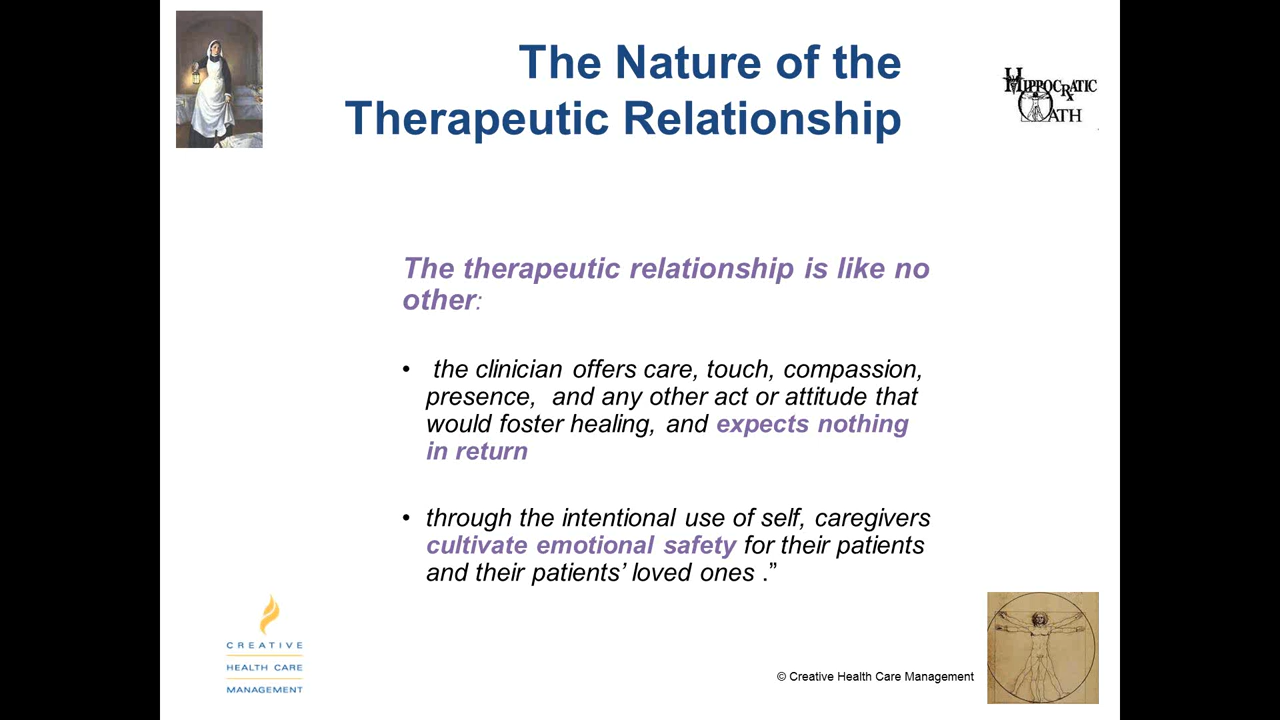 The Nature of the
Therapeutic Relationship
HIPPOCRATIC
OATH
The therapeutic relationship is like no
other:
• the clinician offers care, touch, compassion,
presence, and any other act or attitude that
would foster healing, and expects nothing
in return
• through the intentional use of self, caregivers
cultivate emotional safety for their patients
and their patients’ loved ones .”
CREATIVE
HEALTH CARE
MANAGEMENT
© Creative Health Care Management